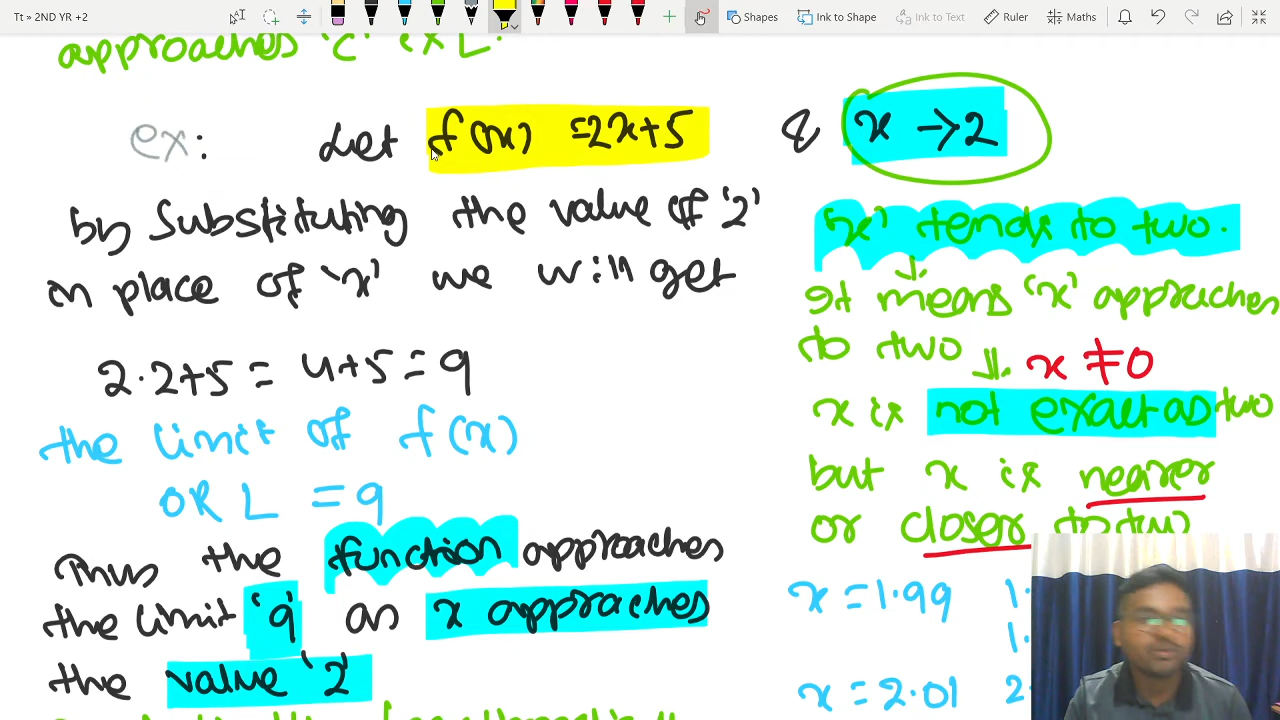 Tt » 2ND YR +2
Shapes
Ink to Shape
Ink to Text
Ruler
Maths
approaches 'c' is L.
ex: Let f(x) =2x+5 & x →2
by substituting the value of '2'
in place of 'x' we will get
2.2+5 = 4+5 = 9
the limit of f(x)
OR L = 9
Thus the function approaches
the limit '9' as x approaches
the value '2'
'x' tends to two.
It means 'x' approaches
to two x ≠0
x is not exact as two
but x is nearer
or closer to two
x = 1.99 1.
1.
x = 2.01 2.